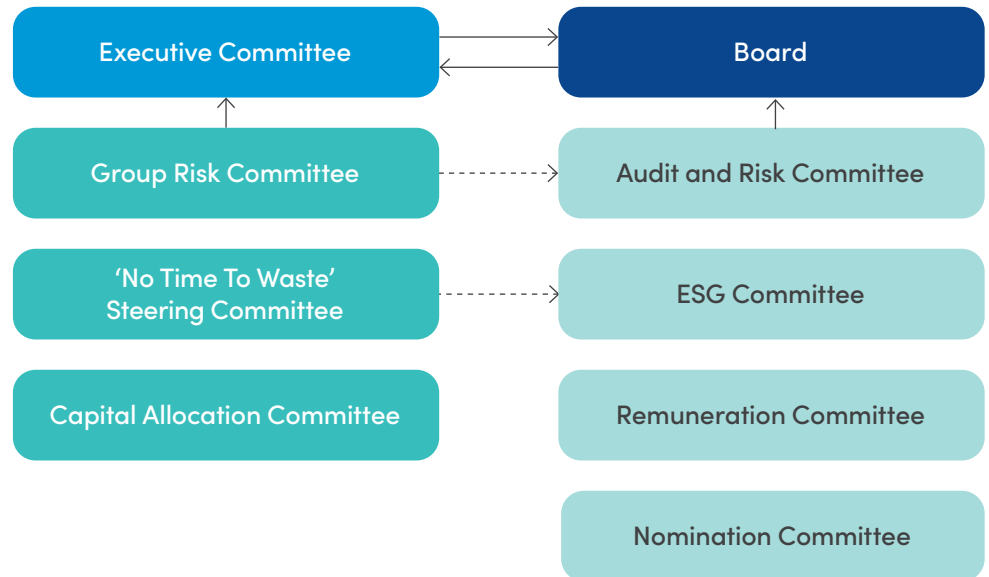 Executive Committee
Board
Group Risk Committee
Audit and Risk Committee
‘No Time To Waste’
Steering Committee
ESG Committee
Capital Allocation Committee
Remuneration Committee
Nomination Committee